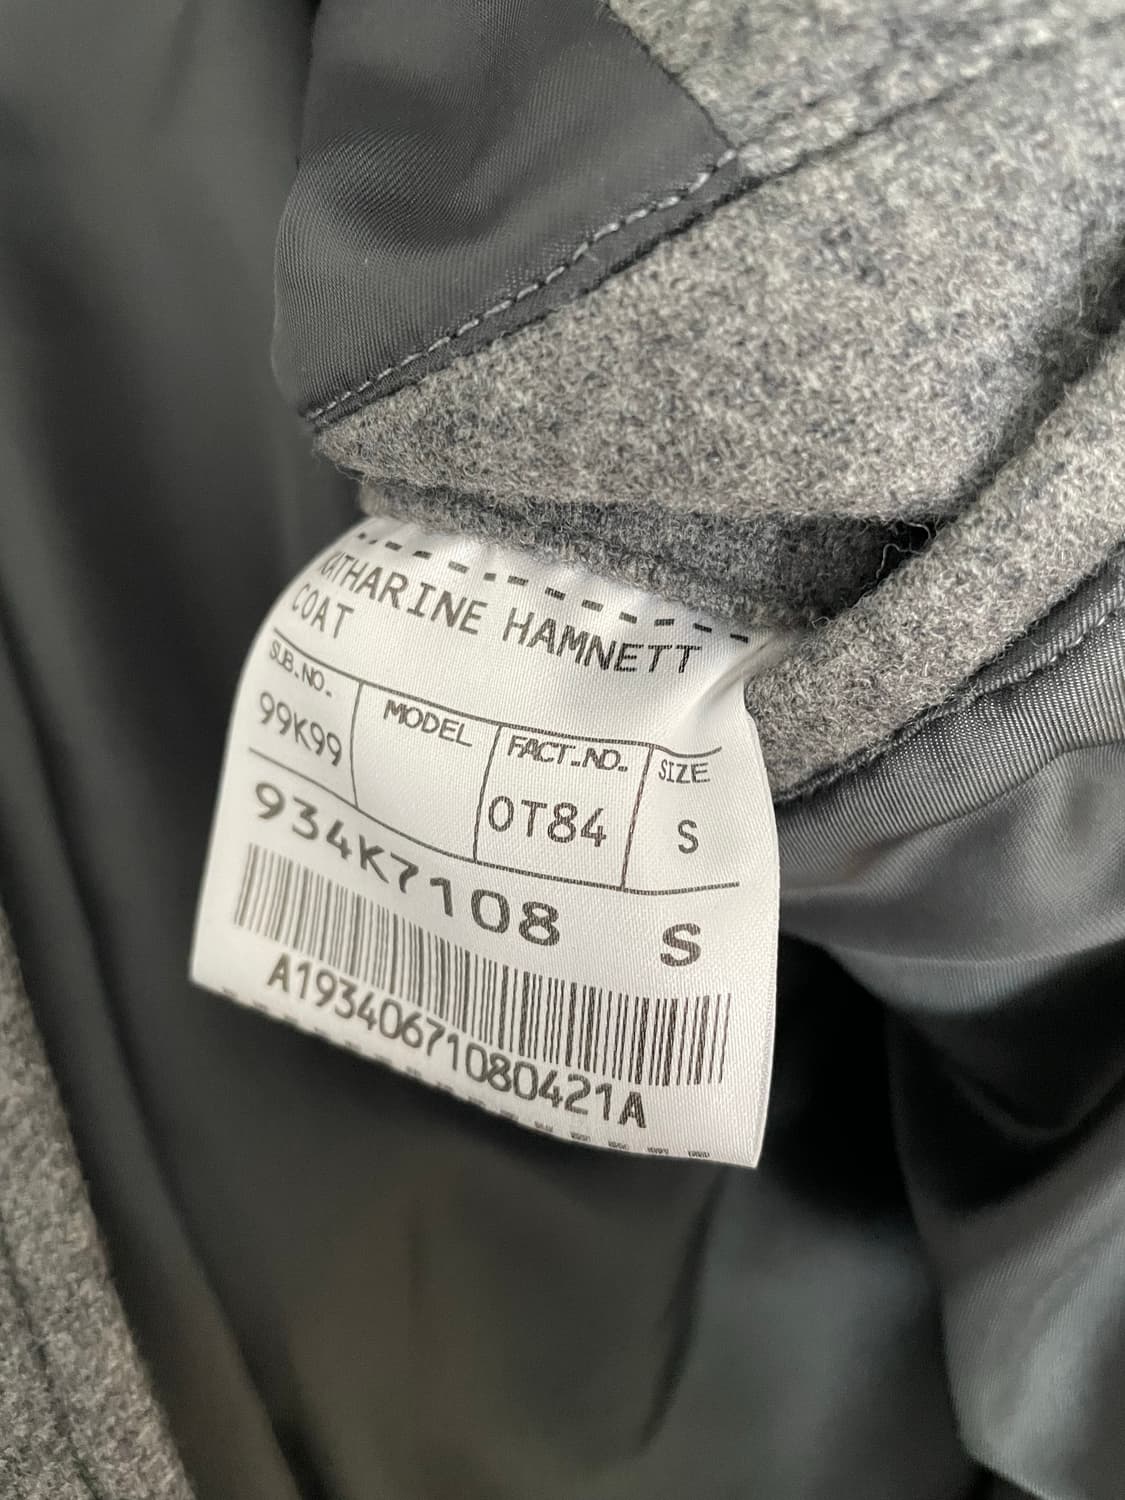 KATHARINE HAMNETT
COAT
SUB.NO. MODEL FACT.NO. SIZE
99K99 0T84 S
934K7108 S
A19340671080421A